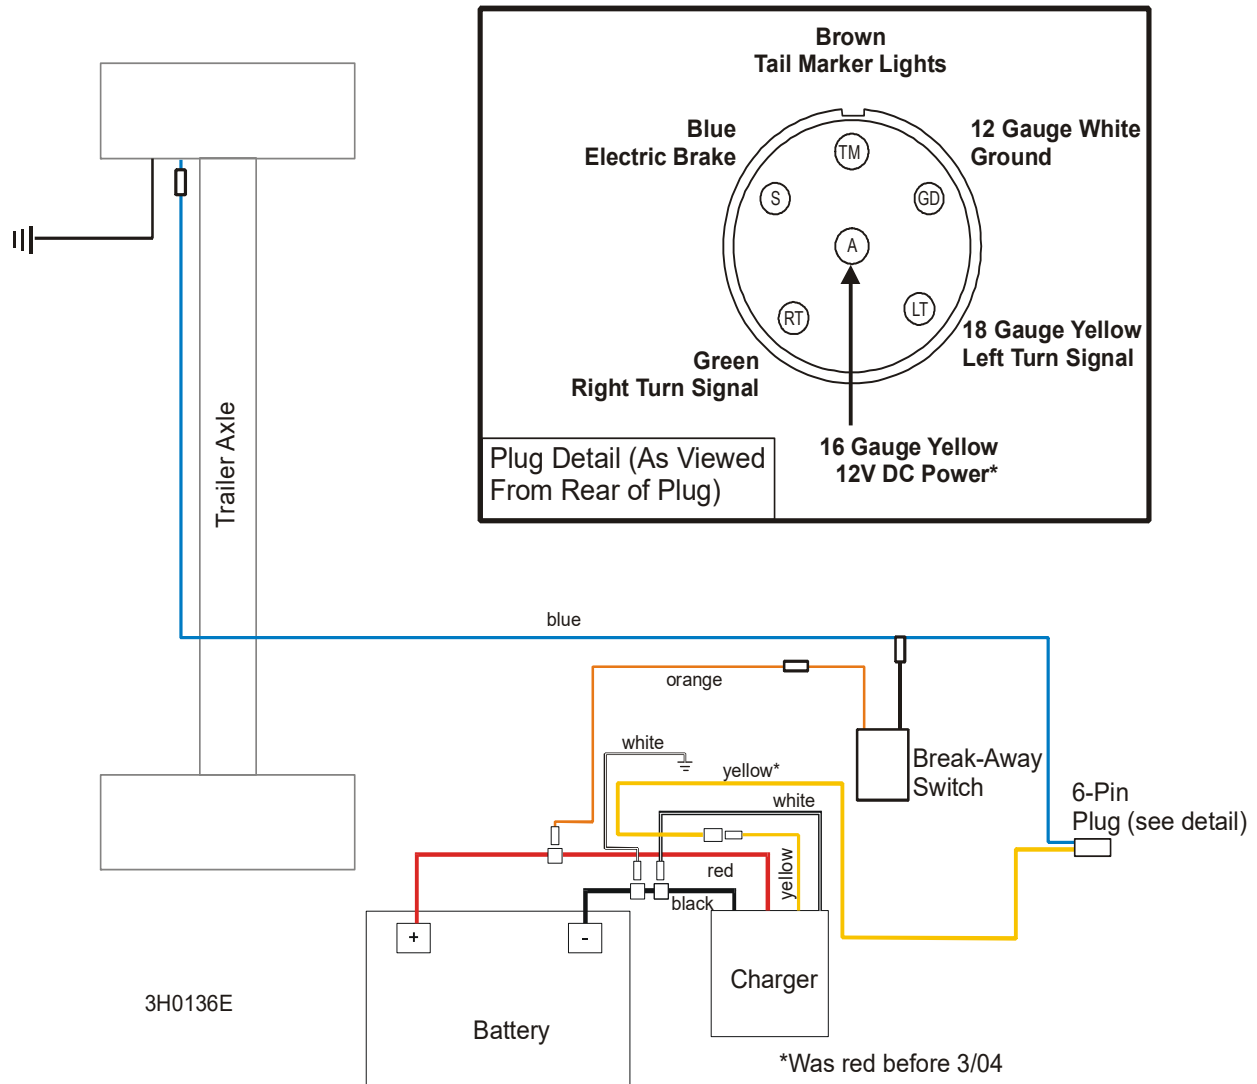 Brown
Tail Marker Lights
Blue
Electric Brake
12 Gauge White
Ground
TM
S
GD
A
RT
LT
18 Gauge Yellow
Left Turn Signal
Green
Right Turn Signal
16 Gauge Yellow
12V DC Power*
Plug Detail (As Viewed
From Rear of Plug)
Trailer Axle
blue
orange
white
yellow*
white
Break-Away
Switch
6-Pin
Plug (see detail)
red
yellow
black
+
-
Charger
Battery
3H0136E
*Was red before 3/04